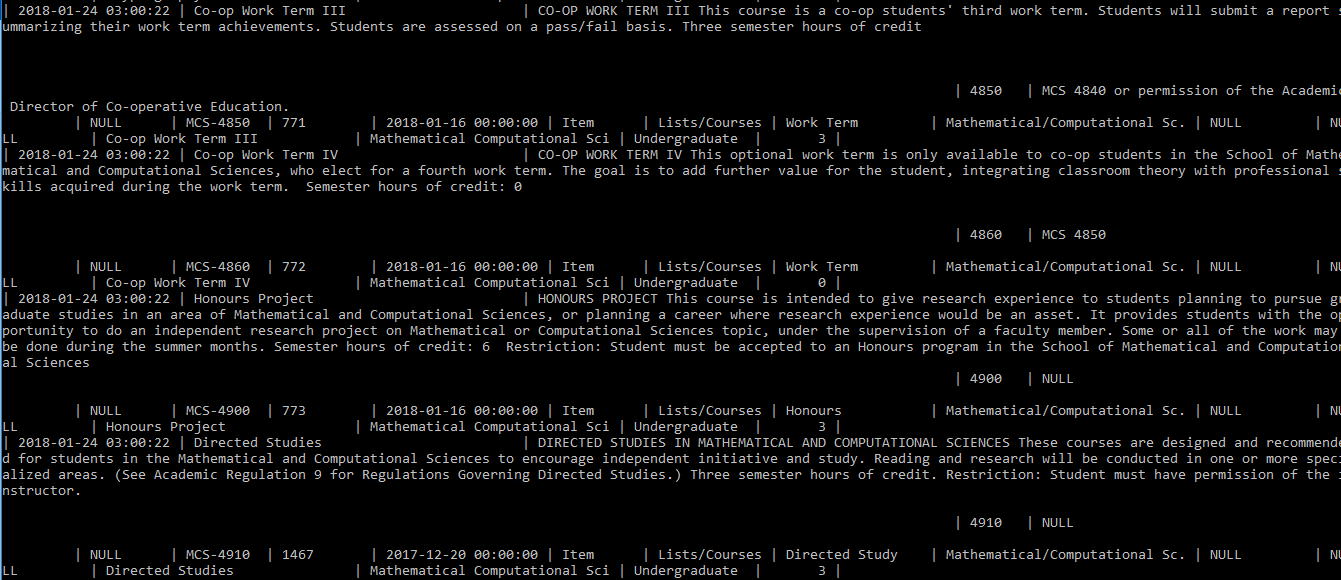 | 2018-01-24 03:00:22 | Co-op Work Term III | CO-OP WORK TERM III This course is a co-op students' third work term. Students will submit a report s
ummarizing their work term achievements. Students are assessed on a pass/fail basis. Three semester hours of credit
| 4850 | MCS 4840 or permission of the Academic
Director of Co-operative Education.
| NULL | MCS-4850 | 771 | 2018-01-16 00:00:00 | Item | Lists/Courses | Work Term | Mathematical/Computational Sc. | NULL | NU
LL | Co-op Work Term III | Mathematical Computational Sci | Undergraduate | 3 |
| 2018-01-24 03:00:22 | Co-op Work Term IV | CO-OP WORK TERM IV This optional work term is only available to co-op students in the School of Mathe
matical and Computational Sciences, who elect for a fourth work term. The goal is to add further value for the student, integrating classroom theory with professional s
kills acquired during the work term. Semester hours of credit: 0
| 4860 | MCS 4850
| NULL | MCS-4860 | 772 | 2018-01-16 00:00:00 | Item | Lists/Courses | Work Term | Mathematical/Computational Sc. | NULL | NU
LL | Co-op Work Term IV | Mathematical Computational Sci | Undergraduate | 0 |
| 2018-01-24 03:00:22 | Honours Project | HONOURS PROJECT This course is intended to give research experience to students planning to pursue gr
aduate studies in an area of Mathematical and Computational Sciences, or planning a career where research experience would be an asset. It provides students with the op
portunity to do an independent research project on Mathematical or Computational Sciences topic, under the supervision of a faculty member. Some or all of the work may
be done during the summer months. Semester hours of credit: 6 Restriction: Student must be accepted to an Honours program in the School of Mathematical and Computation
al Sciences
| 4900 | NULL
| NULL | MCS-4900 | 773 | 2018-01-16 00:00:00 | Item | Lists/Courses | Honours | Mathematical/Computational Sc. | NULL | NU
LL | Honours Project | Mathematical Computational Sci | Undergraduate | 3 |
| 2018-01-24 03:00:22 | Directed Studies | DIRECTED STUDIES IN MATHEMATICAL AND COMPUTATIONAL SCIENCES These courses are designed and recommende
d for students in the Mathematical and Computational Sciences to encourage independent initiative and study. Reading and research will be conducted in one or more speci
alized areas. (See Academic Regulation 9 for Regulations Governing Directed Studies.) Three semester hours of credit. Restriction: Student must have permission of the i
nstructor.
| 4910 | NULL
| NULL | MCS-4910 | 1467 | 2017-12-20 00:00:00 | Item | Lists/Courses | Directed Study | Mathematical/Computational Sc. | NULL | NU
LL | Directed Studies | Mathematical Computational Sci | Undergraduate | 3 |